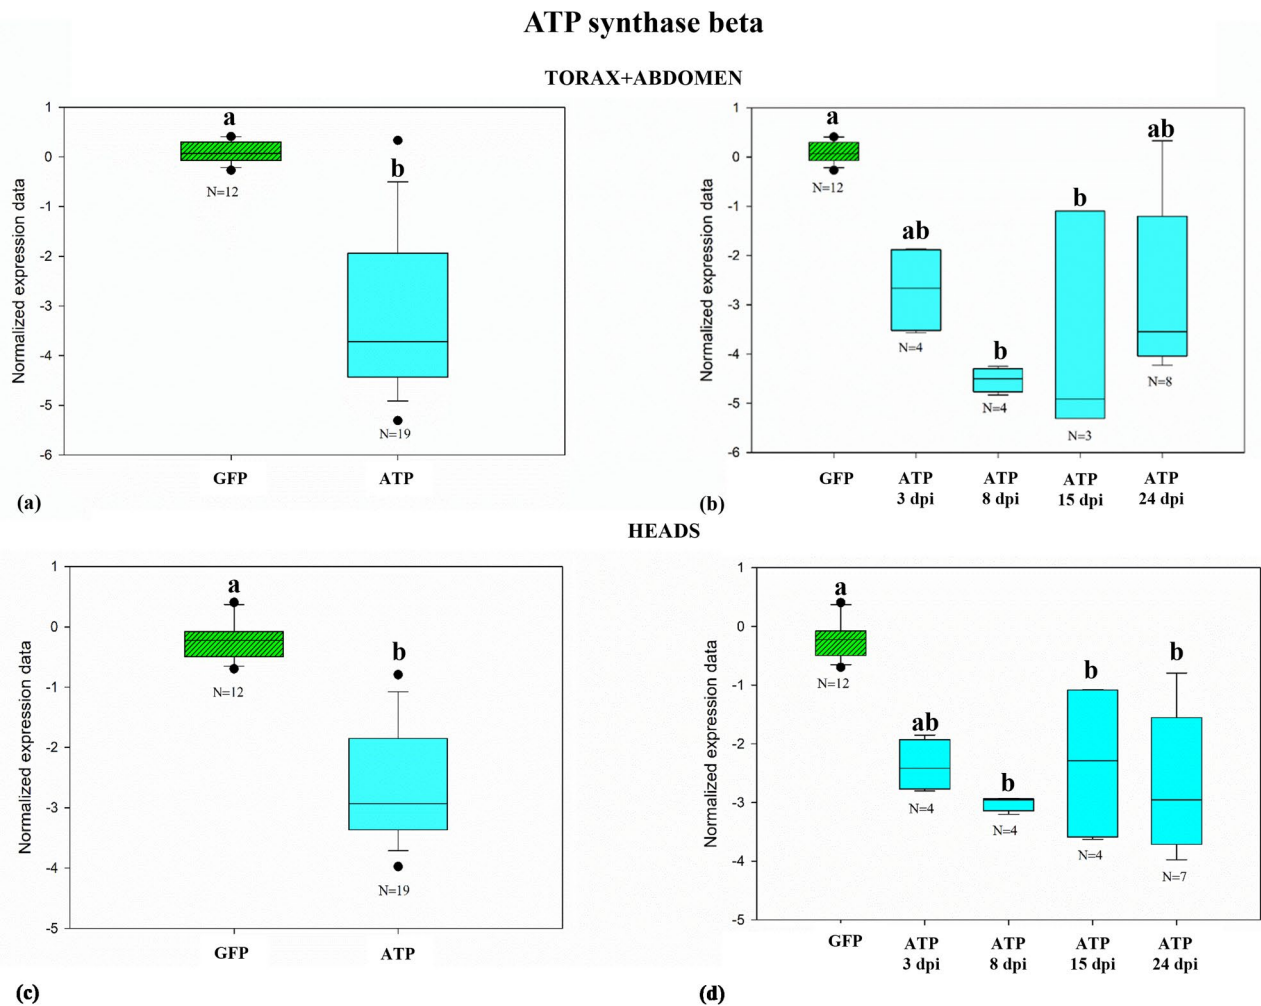 ATP synthase beta
TORAX+ABDOMEN
Normalized expression data
1
0
-1
-2
-3
-4
-5
-6
a
N=12
b
N=19
GFP
ATP
(a)
Normalized expression data
1
0
-1
-2
-3
-4
-5
-6
a
N=12
ab
N=4
b
N=4
b
N=3
ab
N=8
GFP
ATP
3 dpi
ATP
8 dpi
ATP
15 dpi
ATP
24 dpi
(b)
HEADS
Normalized expression data
1
0
-1
-2
-3
-4
-5
a
N=12
b
N=19
GFP
ATP
(c)
Normalized expression data
1
0
-1
-2
-3
-4
-5
a
N=12
ab
N=4
b
N=4
b
N=4
b
N=7
GFP
ATP
3 dpi
ATP
8 dpi
ATP
15 dpi
ATP
24 dpi
(d)